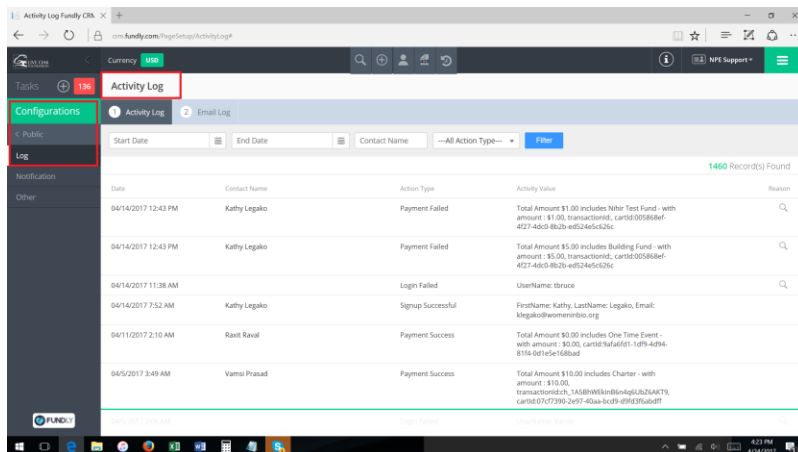 Activity Log Fundly CRM
crm.fundly.com/PageSetup/ActivityLog#
Currency USD
NPE Support
Tasks 136
Activity Log
Configurations
1 Activity Log 2 Email Log
< Public
Start Date End Date Contact Name ---All Action Type--- Filter
Log
1460 Record(s) Found
Notification
Other
Date Contact Name Action Type Activity Value Reason
04/14/2017 12:43 PM Kathy Legako Payment Failed Total Amount $1.00 includes Nihir Test Fund - with
amount : $1.00, transactionId:, cartId:005868ef-
4f27-4dc0-8b2b-ed524e5c626c
04/14/2017 12:43 PM Kathy Legako Payment Failed Total Amount $5.00 includes Building Fund - with
amount : $5.00, transactionId:, cartId:005868ef-
4f27-4dc0-8b2b-ed524e5c626c
04/14/2017 11:38 AM Login Failed UserName: tbruce
04/14/2017 7:52 AM Kathy Legako Signup Successful FirstName: Kathy, LastName: Legako, Email:
klegako@womeninbio.org
04/11/2017 2:10 AM Raxit Raval Payment Success Total Amount $0.00 includes One Time Event -
with amount : $0.00, cartId:9afa6fd1-1df9-4d94-
81f4-0d1e5e168bad
04/5/2017 3:49 AM Vamsi Prasad Payment Success Total Amount $10.00 includes Charter - with
amount : $10.00,
transactionId:ch_1A5BhWElkinB6n4q6UbZ6AKT9,
cartId:07cf7390-2e97-40aa-bcd9-d9fd3f6abdff
FUNDLY
Login Failed
4:23 PM
4/24/2017